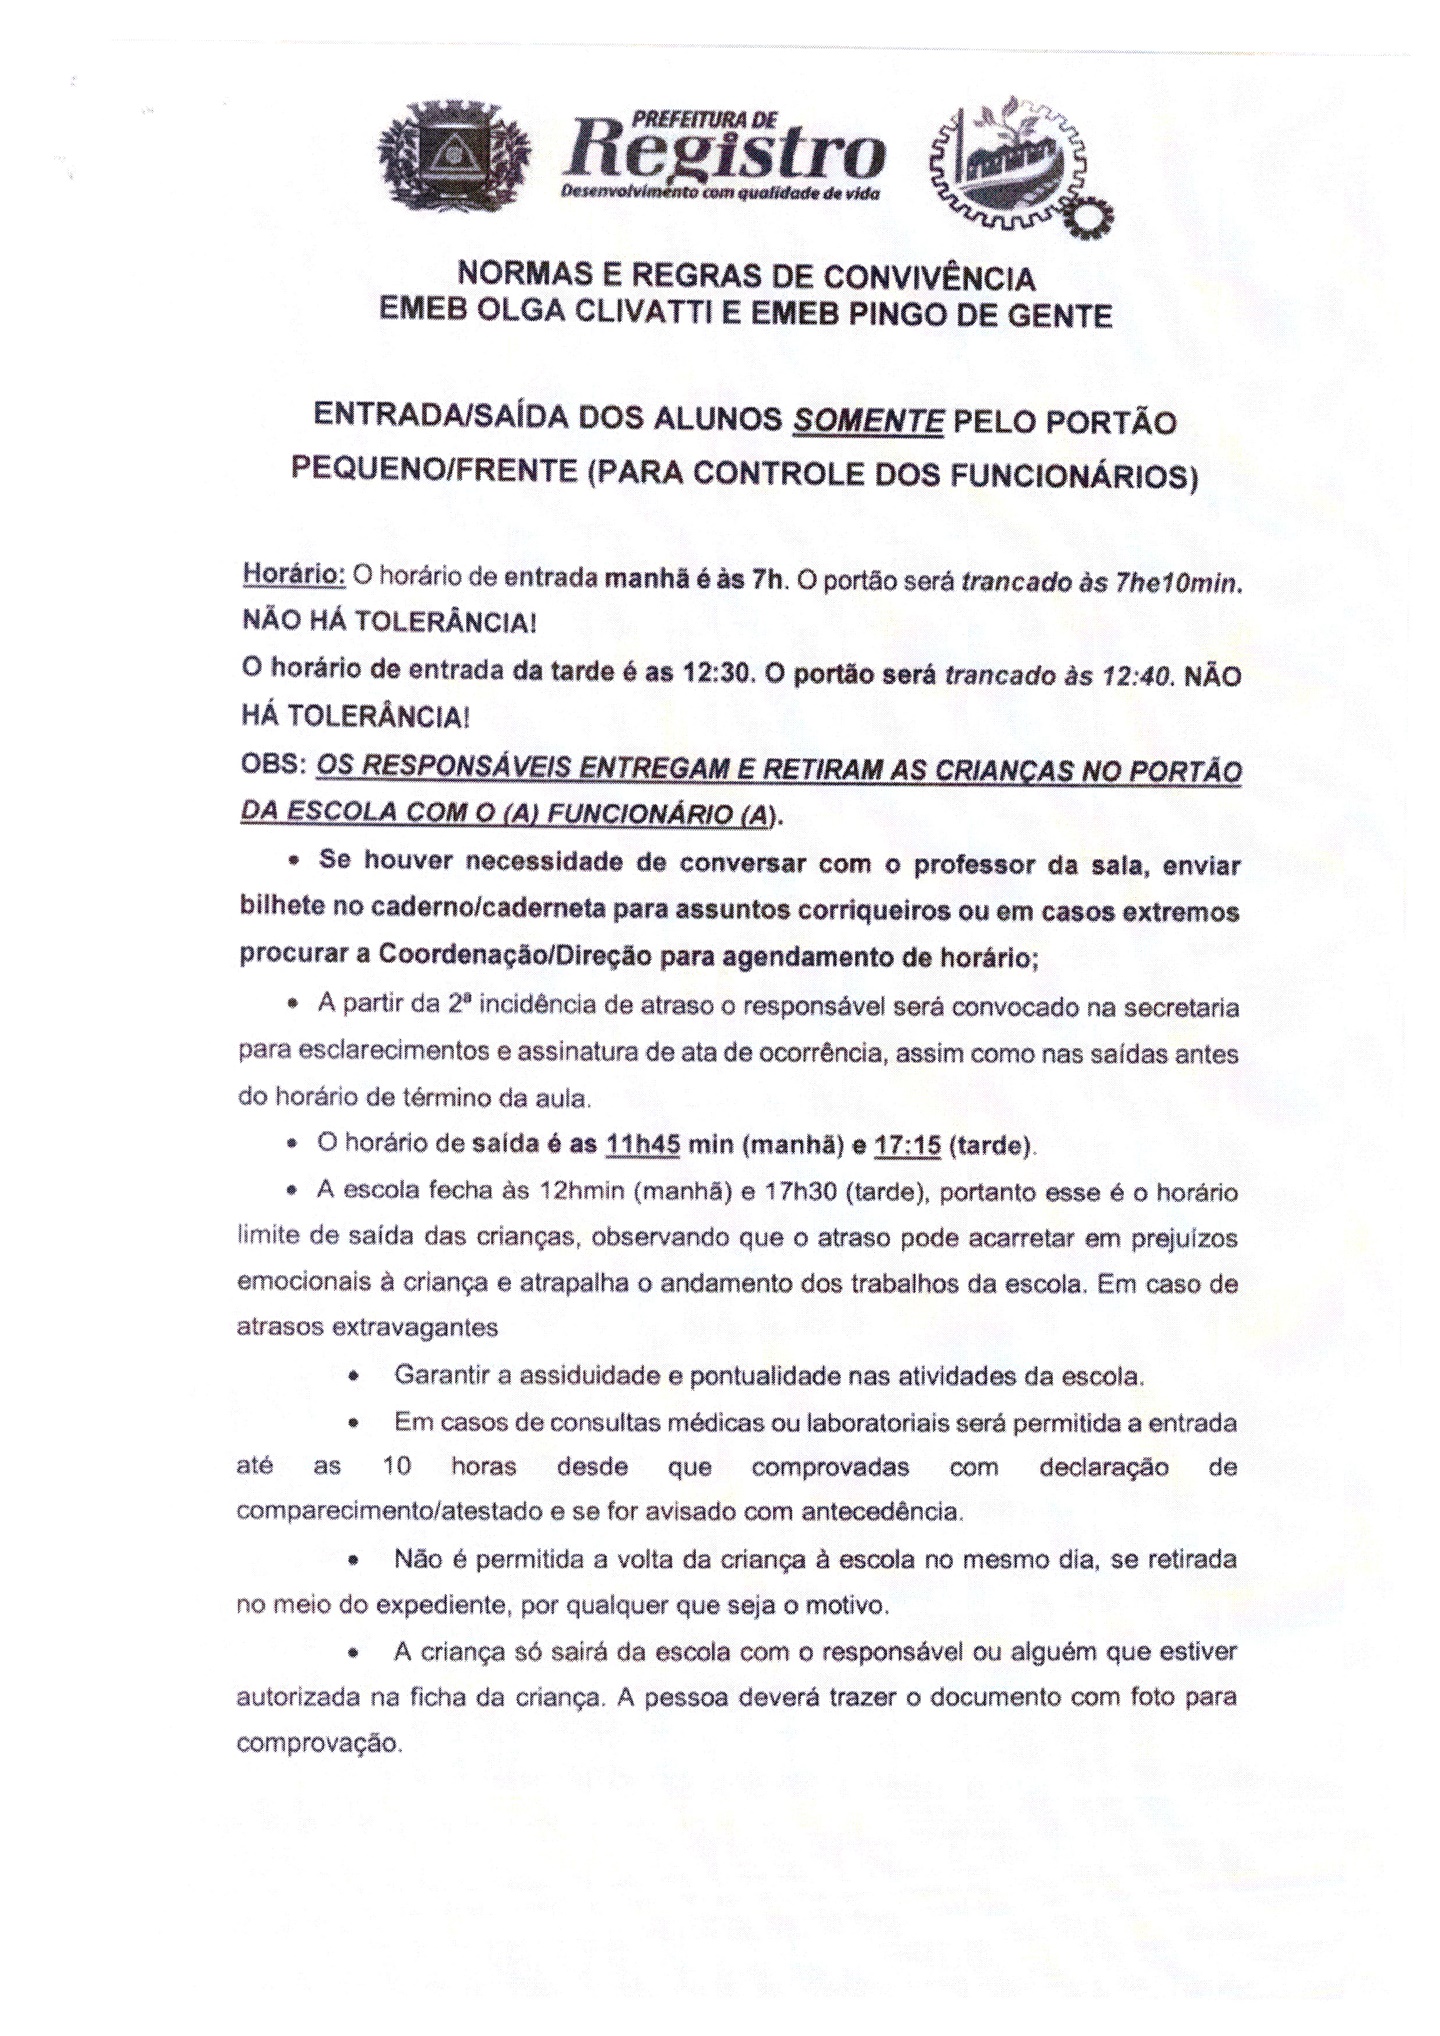 PREFEITURA DE
Registro
Desenvolvimento com qualidade de vida
NORMAS E REGRAS DE CONVIVÊNCIA
EMEB OLGA CLIVATTI E EMEB PINGO DE GENTE
ENTRADA/SAÍDA DOS ALUNOS SOMENTE PELO PORTÃO
PEQUENO/FRENTE (PARA CONTROLE DOS FUNCIONÁRIOS)
Horário: O horário de entrada manhã é às 7h. O portão será trancado às 7he10min.
NÃO HÁ TOLERÂNCIA!
O horário de entrada da tarde é as 12:30. O portão será trancado às 12:40. NÃO
HÁ TOLERÂNCIA!
OBS: OS RESPONSÁVEIS ENTREGAM E RETIRAM AS CRIANÇAS NO PORTÃO
DA ESCOLA COM O (A) FUNCIONÁRIO (A).
• Se houver necessidade de conversar com o professor da sala, enviar
bilhete no caderno/caderneta para assuntos corriqueiros ou em casos extremos
procurar a Coordenação/Direção para agendamento de horário;
• A partir da 2ª incidência de atraso o responsável será convocado na secretaria
para esclarecimentos e assinatura de ata de ocorrência, assim como nas saídas antes
do horário de término da aula.
• O horário de saída é as 11h45 min (manhã) e 17:15 (tarde).
• A escola fecha às 12hmin (manhã) e 17h30 (tarde), portanto esse é o horário
limite de saída das crianças, observando que o atraso pode acarretar em prejuízos
emocionais à criança e atrapalha o andamento dos trabalhos da escola. Em caso de
atrasos extravagantes
• Garantir a assiduidade e pontualidade nas atividades da escola.
• Em casos de consultas médicas ou laboratoriais será permitida a entrada
até as 10 horas desde que comprovadas com declaração de
comparecimento/atestado e se for avisado com antecedência.
• Não é permitida a volta da criança à escola no mesmo dia, se retirada
no meio do expediente, por qualquer que seja o motivo.
• A criança só sairá da escola com o responsável ou alguém que estiver
autorizada na ficha da criança. A pessoa deverá trazer o documento com foto para
comprovação.